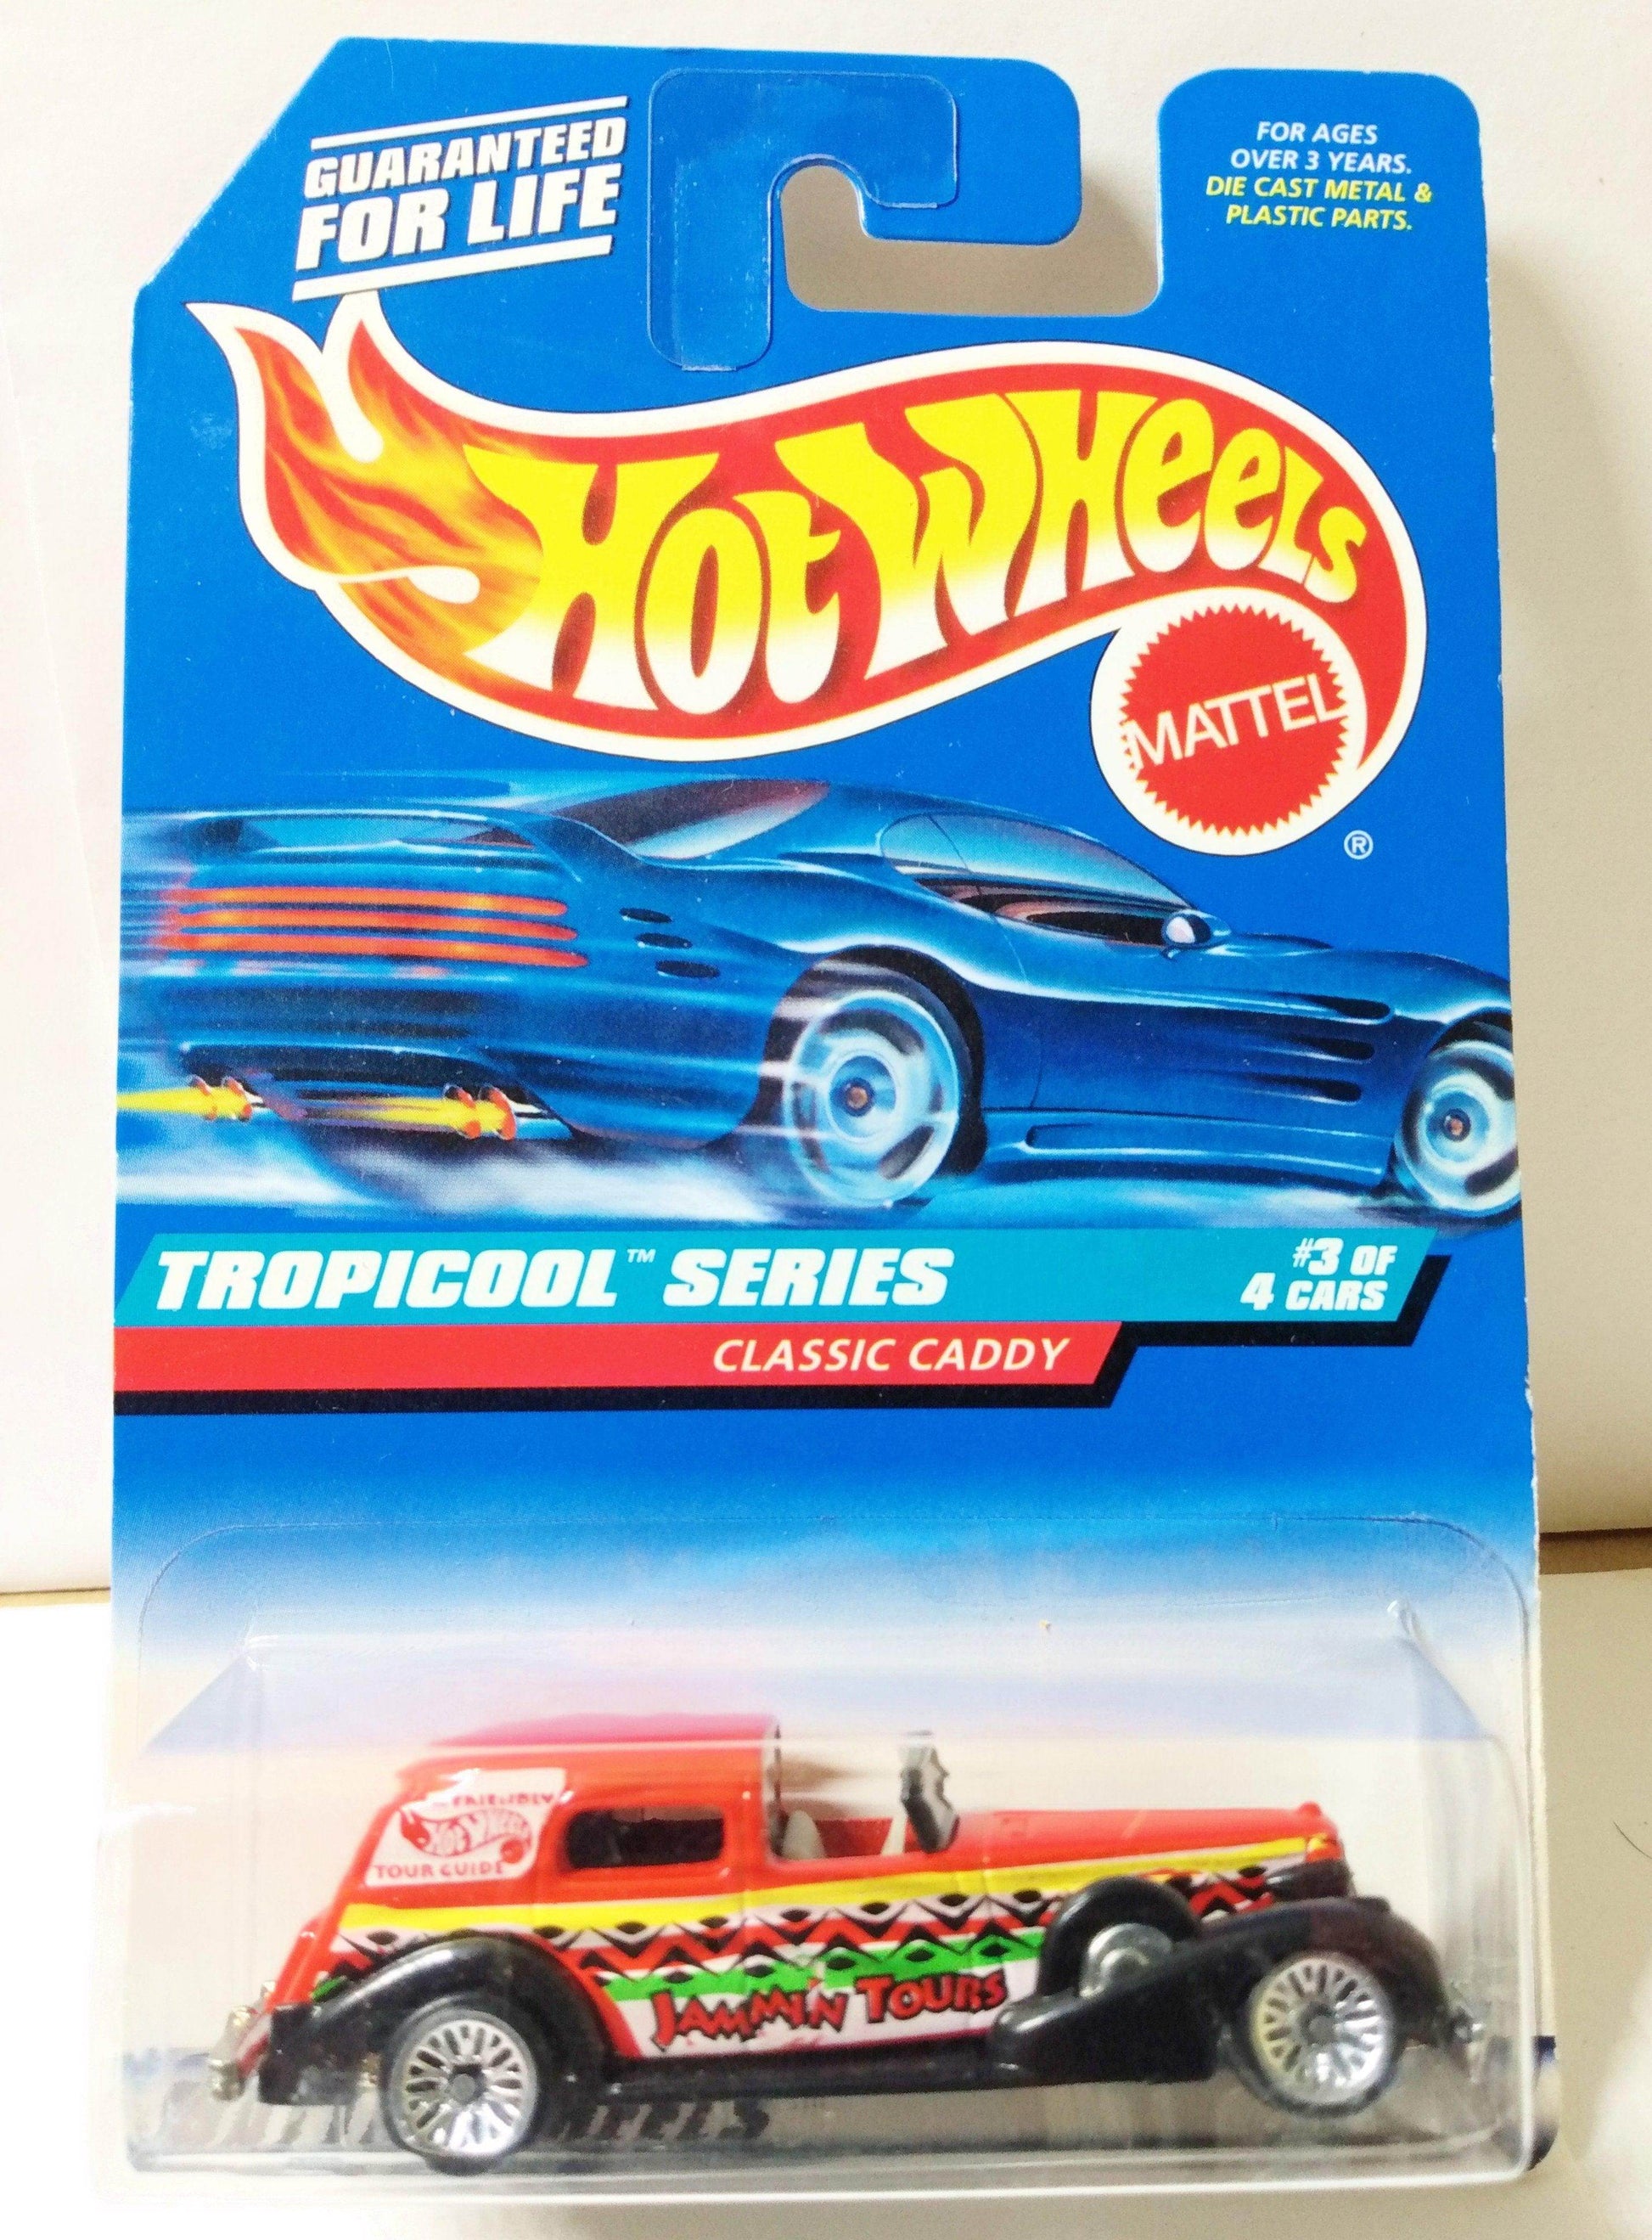 GUARANTEED
FOR LIFE
FOR AGES
OVER 3 YEARS.
DIE CAST METAL &
PLASTIC PARTS.
HOT WHEELS
MATTEL
®
TROPICOOL™ SERIES
#3 OF
4 CARS
CLASSIC CADDY
FRIENDLY
HOT WHEELS
TOUR GUIDE
JAMMIN' TOURS